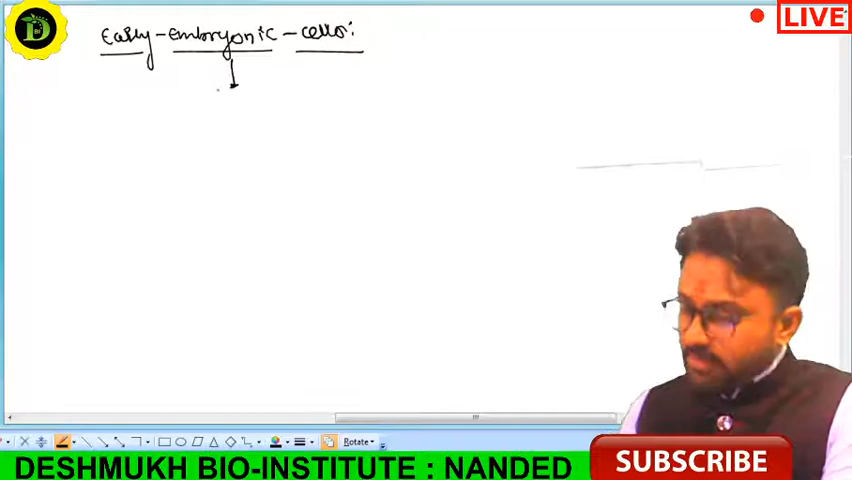 LIVE
Early-Embryonic-cells:
Rotate
DESHMUKH BIO-INSTITUTE : NANDED
SUBSCRIBE